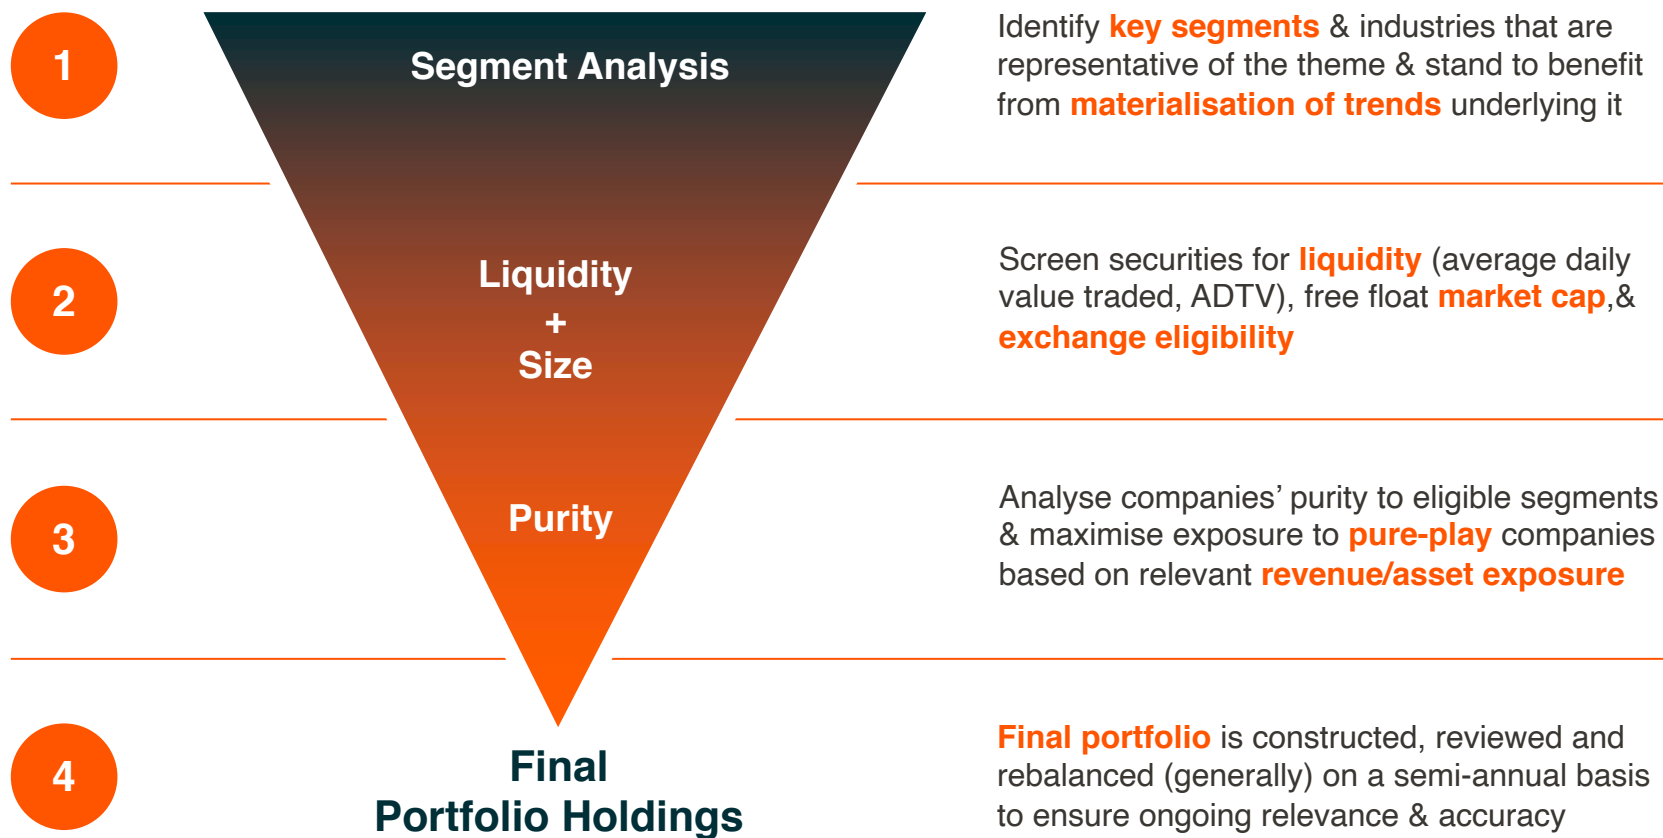 1
Segment Analysis
Identify key segments & industries that are
representative of the theme & stand to benefit
from materialisation of trends underlying it
2
Liquidity
+
Size
Screen securities for liquidity (average daily
value traded, ADTV), free float market cap,&
exchange eligibility
3
Purity
Analyse companies’ purity to eligible segments
& maximise exposure to pure-play companies
based on relevant revenue/asset exposure
4
Final
Portfolio Holdings
Final portfolio is constructed, reviewed and
rebalanced (generally) on a semi-annual basis
to ensure ongoing relevance & accuracy